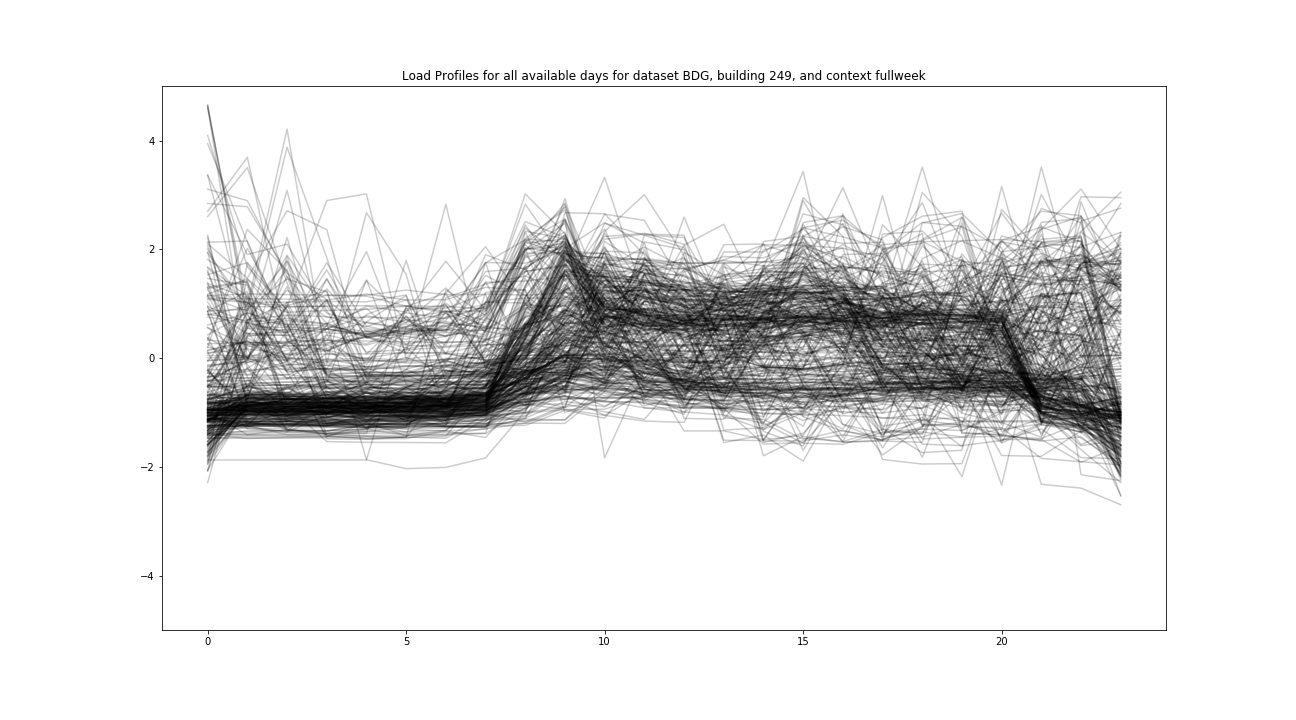 Load Profiles for all available days for dataset BDG, building 249, and context fullweek
4
2
0
−2
−4
0 5 10 15 20